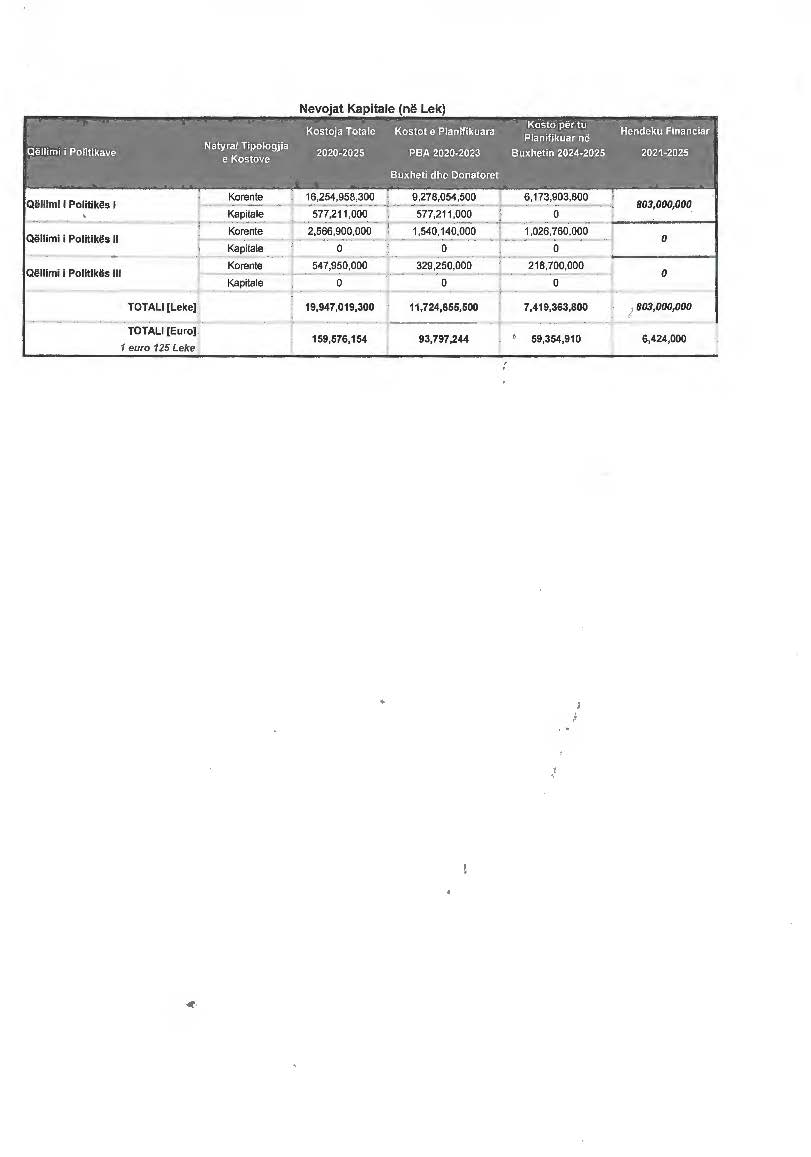 Nevojat Kapitale (në Lek)
Qëllimi i Politikave
Natyra/ Tipologjia
e Kostove
Kostoja Totale
2020-2025
Kostot e Planifikuara
PBA 2020-2023
Kosto për tu
Planifikuar në
Buxhetin 2024-2025
Hendeku Financiar
2021-2025
Buxheti dhe Donatoret
Qëllimi i Politikës I
Korente 16,254,958,300 9,278,054,500 6,173,903,800
803,000,000
Kapitale 577,211,000 577,211,000 0
Qëllimi i Politikës II
Korente 2,566,900,000 1,540,140,000 1,026,760,000
0
Kapitale 0 0 0
Qëllimi i Politikës III
Korente 547,950,000 329,250,000 218,700,000
0
Kapitale 0 0 0
TOTALI [Leke] 19,947,019,300 11,724,655,500 7,419,363,800 803,000,000
TOTALI [Euro]
1 euro 125 Leke
159,576,154 93,797,244 59,354,910 6,424,000